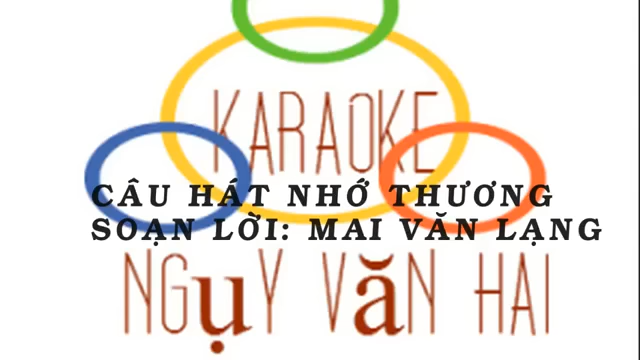 KARAOKE
CÂU HÁT NHỚ THƯƠNG
SOẠN LỜI: MAI VĂN LẠNG
NGụY VăN HAI